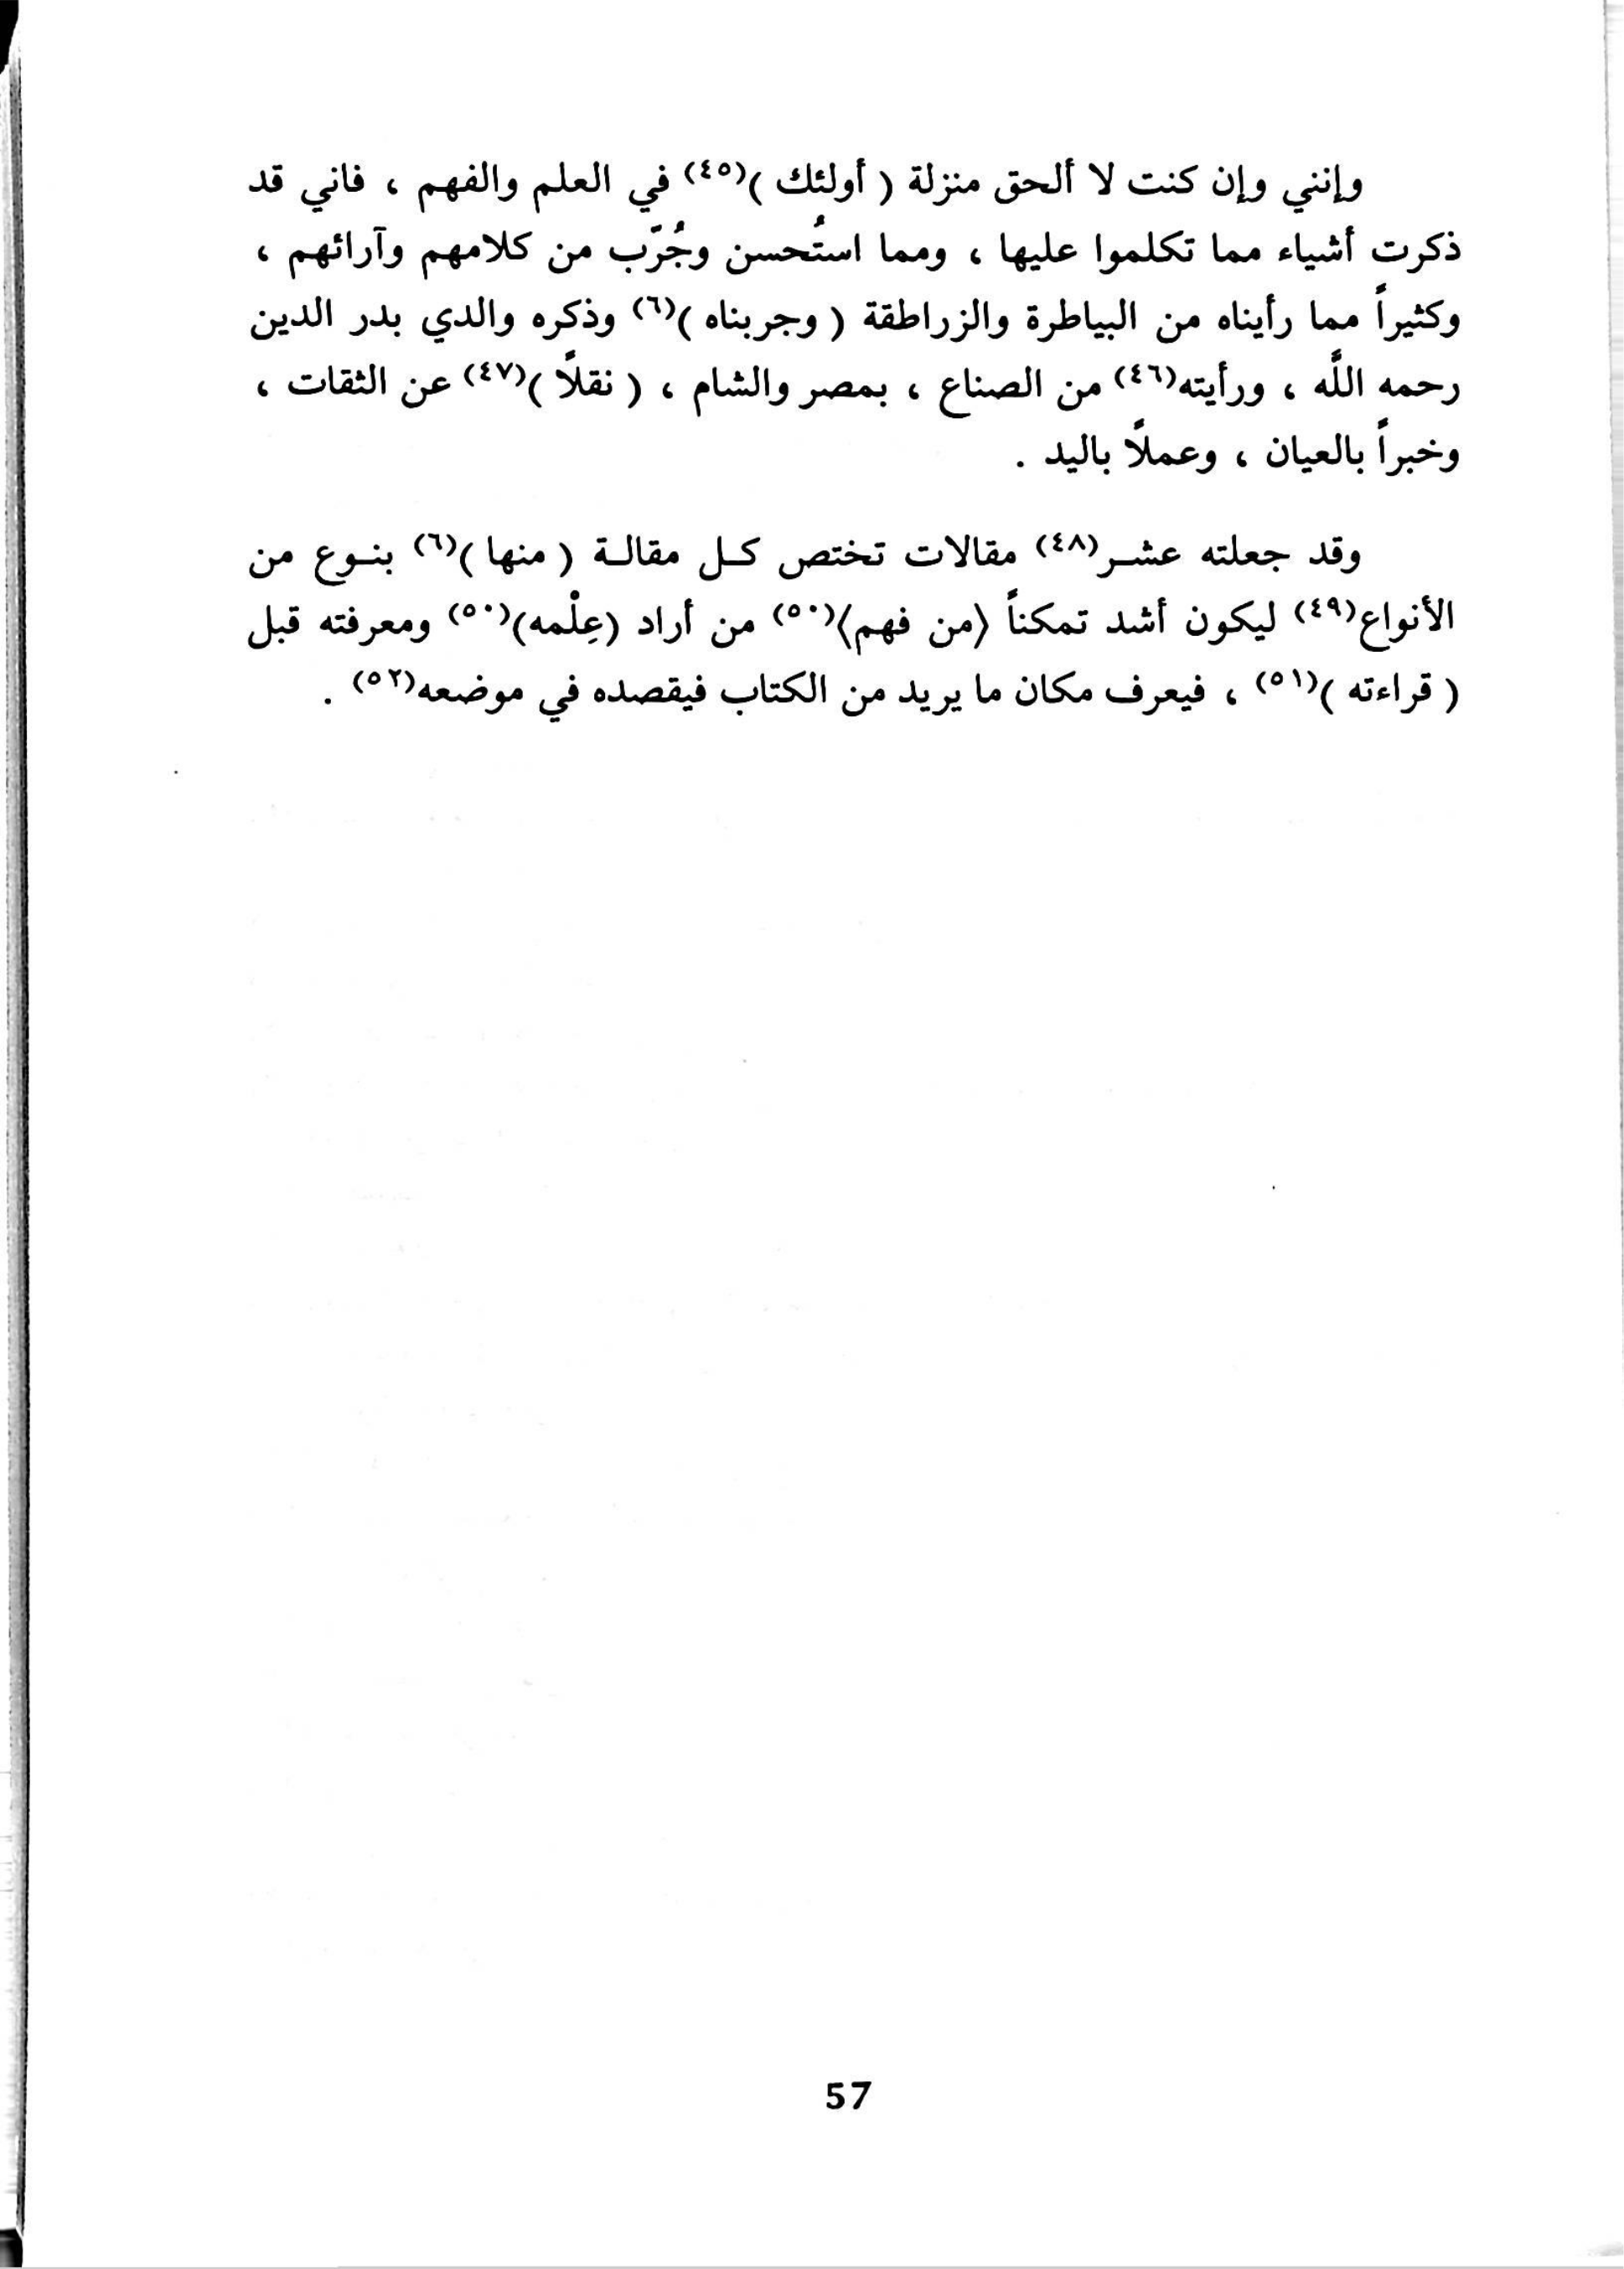 وإنني وإن كنت لا ألحق منزلة ( أولئك )(٤٥) في العلم والفهم ، فاني قد
ذكرت أشياء مما تكلموا عليها ، ومما استُحسن وجُرّب من كلامهم وآرائهم ،
وكثيراً مما رأيناه من البياطرة والزراطقة ( وجربناه )(٦) وذكره والدي بدر الدين
رحمه اللَّه ، ورأيته(٤٦) من الصناع ، بمصر والشام ، ( نقلاً )(٤٧) عن الثقات ،
وخبراً بالعيان ، وعملاً باليد .
وقد جعلته عشـر(٤٨) مقالات تختص كـل مقالـة ( منها )(٦) بنـوع من
الأنواع(٤٩) ليكون أشد تمكناً ⟨من فهم⟩(٥٠) من أراد (عِلْمه)(٥٠) ومعرفته قبل
( قراءته )(٥١) ، فيعرف مكان ما يريد من الكتاب فيقصده في موضعه(٥٢) .
57